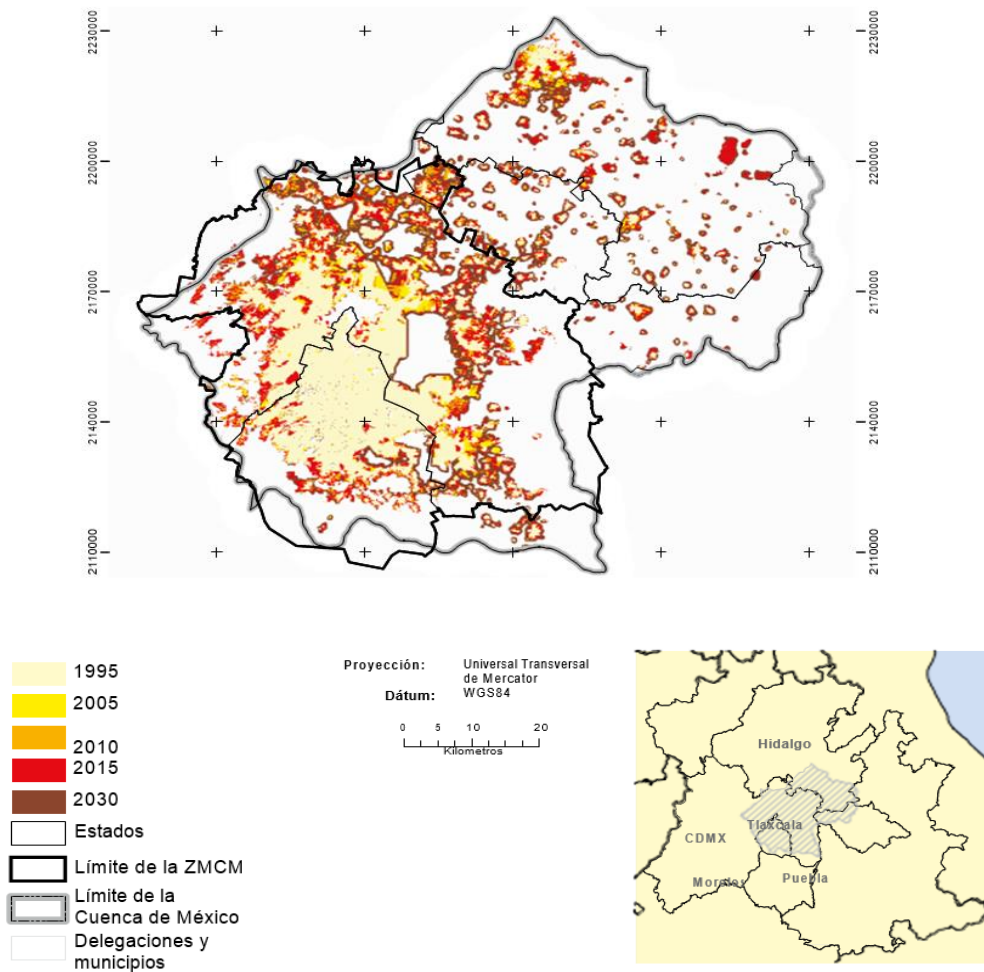 2230000
2230000
2200000
2200000
2170000
2170000
2140000
2140000
2110000
2110000
1995
2005
2010
2015
2030
Estados
Límite de la ZMCM
Límite de la
Cuenca de México
Delegaciones y
municipios
Proyección: Universal Transversal
de Mercator
Dátum: WGS84
0 5 10 20
Kilometros
Hidalgo
Tlaxcala
CDMX
Morelos
Puebla